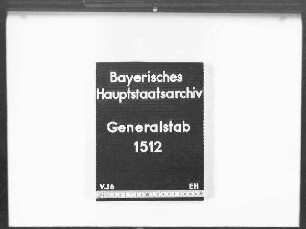 Bayerisches
Hauptstaatsarchiv
Generalstab
1512
V.16 EH